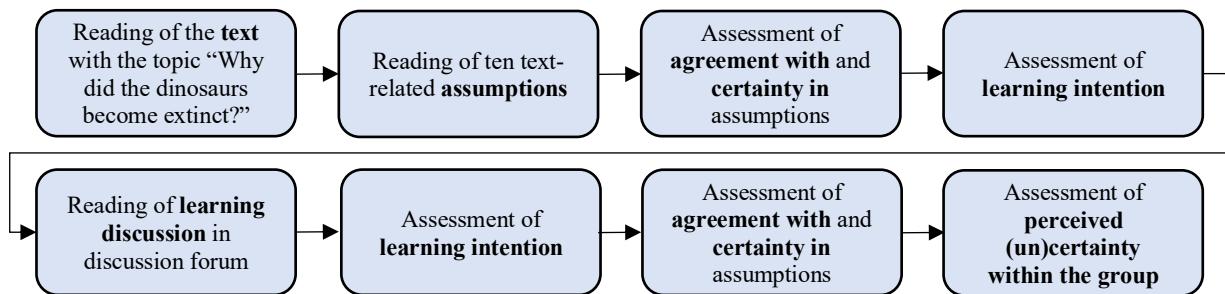 Reading of the text
with the topic “Why
did the dinosaurs
become extinct?”
Reading of ten text-
related assumptions
Assessment of
agreement with and
certainty in
assumptions
Assessment of
learning intention
Reading of learning
discussion in
discussion forum
Assessment of
learning intention
Assessment of
agreement with and
certainty in
assumptions
Assessment of
perceived
(un)certainty
within the group